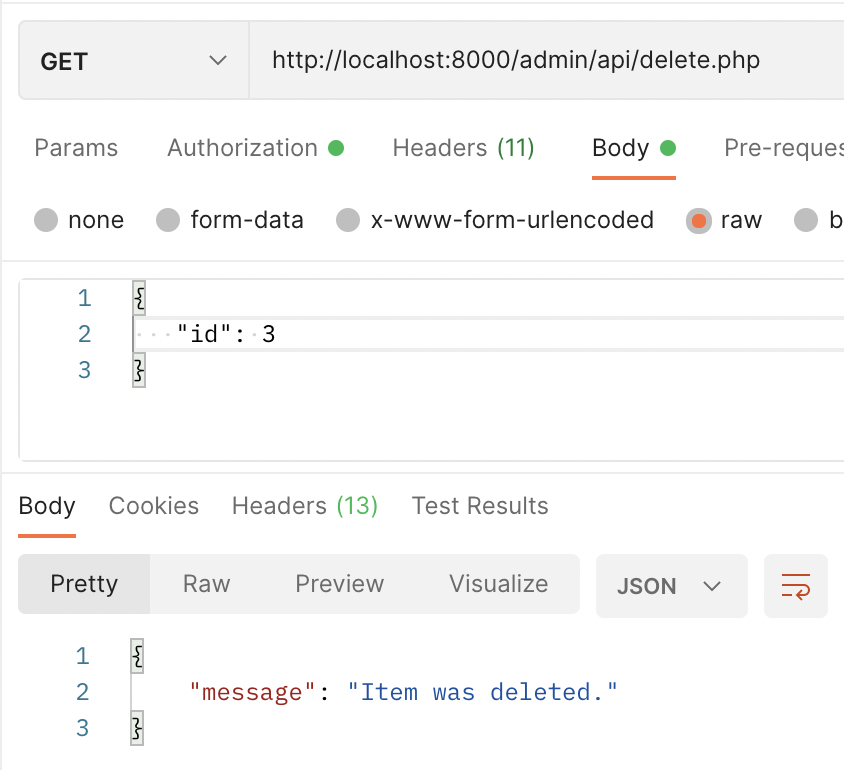 GET http://localhost:8000/admin/api/delete.php
Params Authorization Headers (11) Body Pre-reques
none form-data x-www-form-urlencoded raw b
1 {
2 "id": 3
3 }
Body Cookies Headers (13) Test Results
Pretty Raw Preview Visualize JSON
1 {
2 "message": "Item was deleted."
3 }